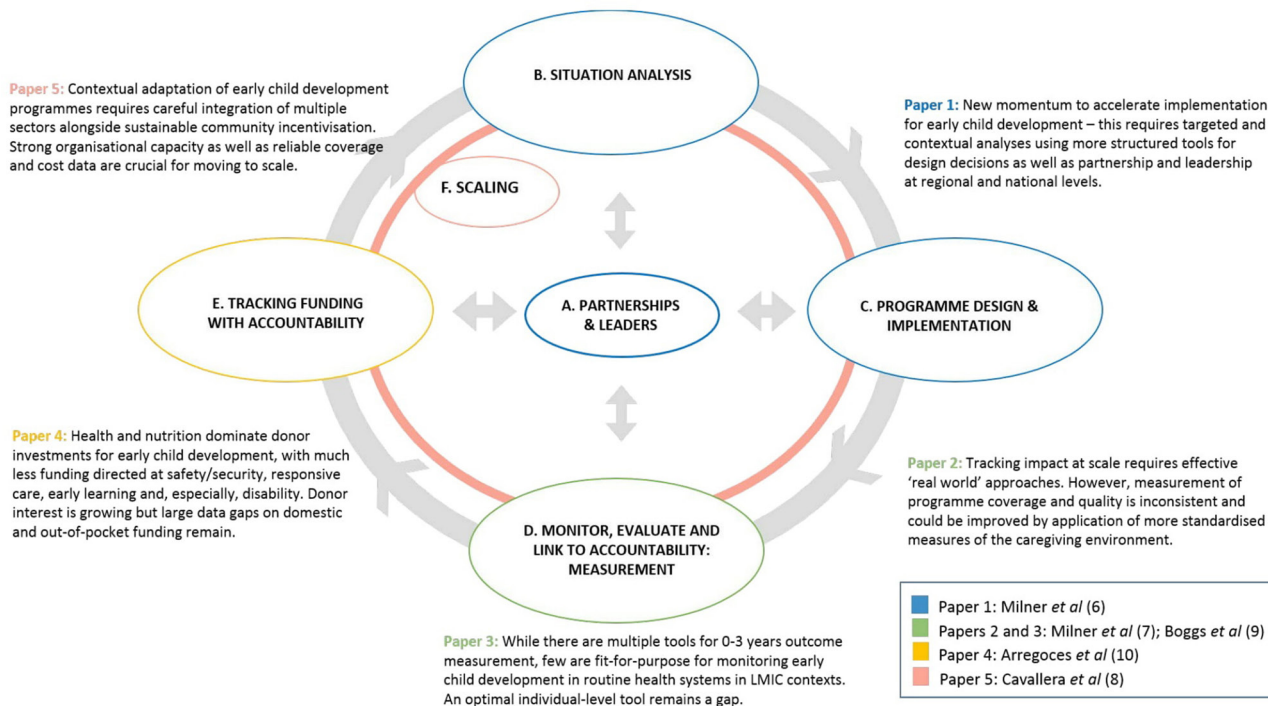 B. SITUATION ANALYSIS
Paper 5: Contextual adaptation of early child development
programmes requires careful integration of multiple
sectors alongside sustainable community incentivisation.
Strong organisational capacity as well as reliable coverage
and cost data are crucial for moving to scale.
Paper 1: New momentum to accelerate implementation
for early child development – this requires targeted and
contextual analyses using more structured tools for
design decisions as well as partnership and leadership
at regional and national levels.
F. SCALING
E. TRACKING FUNDING
WITH ACCOUNTABILITY
A. PARTNERSHIPS
& LEADERS
C. PROGRAMME DESIGN &
IMPLEMENTATION
Paper 4: Health and nutrition dominate donor
investments for early child development, with much
less funding directed at safety/security, responsive
care, early learning and, especially, disability. Donor
interest is growing but large data gaps on domestic
and out-of-pocket funding remain.
Paper 2: Tracking impact at scale requires effective
‘real world’ approaches. However, measurement of
programme coverage and quality is inconsistent and
could be improved by application of more standardised
measures of the caregiving environment.
D. MONITOR, EVALUATE AND
LINK TO ACCOUNTABILITY:
MEASUREMENT
Paper 3: While there are multiple tools for 0-3 years outcome
measurement, few are fit-for-purpose for monitoring early
child development in routine health systems in LMIC contexts.
An optimal individual-level tool remains a gap.
Paper 1: Milner et al (6)
Papers 2 and 3: Milner et al (7); Boggs et al (9)
Paper 4: Arregoces et al (10)
Paper 5: Cavallera et al (8)